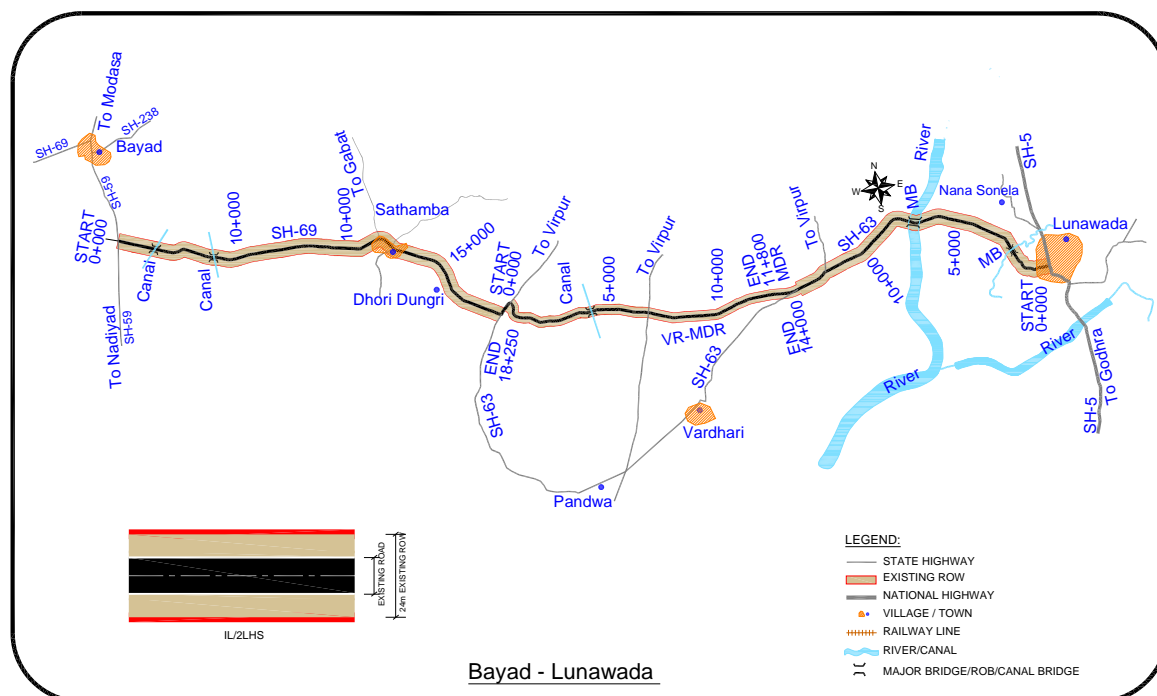 To Modasa
SH-238
SH-69
Bayad
SH-59
START
0+000
Canal
Canal
10+000
SH-69
10+000
To Gabat
Sathamba
15+000
Dhori Dungri
START
0+000
To Virpur
END
18+250
SH-63
To Nadiyad
SH-59
Canal
5+000
To Virpur
10+000
VR-MDR
END
11+800
MDR
END
14+000
To Virpur
SH-63
SH-63
Vardhari
Pandwa
10+000
N
W
E
S
MB
River
5+000
Nana Sonela
SH-5
Lunawada
MB
START
0+000
River
River
To Godhra
SH-5
EXISTING ROAD
24m EXISTING ROW
IL/2LHS
LEGEND:
STATE HIGHWAY
EXISTING ROW
NATIONAL HIGHWAY
VILLAGE / TOWN
RAILWAY LINE
RIVER/CANAL
MAJOR BRIDGE/ROB/CANAL BRIDGE
Bayad - Lunawada